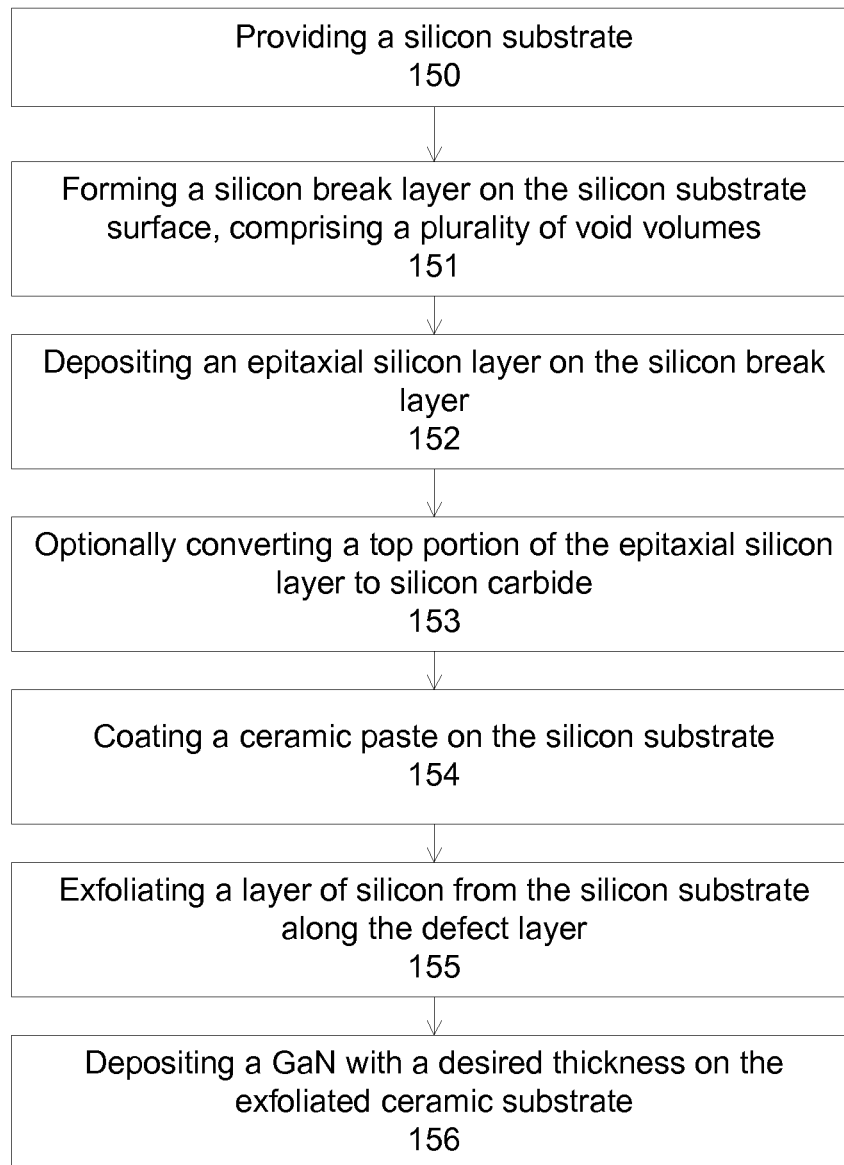 Providing a silicon substrate
150
Forming a silicon break layer on the silicon substrate
surface, comprising a plurality of void volumes
151
Depositing an epitaxial silicon layer on the silicon break
layer
152
Optionally converting a top portion of the epitaxial silicon
layer to silicon carbide
153
Coating a ceramic paste on the silicon substrate
154
Exfoliating a layer of silicon from the silicon substrate
along the defect layer
155
Depositing a GaN with a desired thickness on the
exfoliated ceramic substrate
156